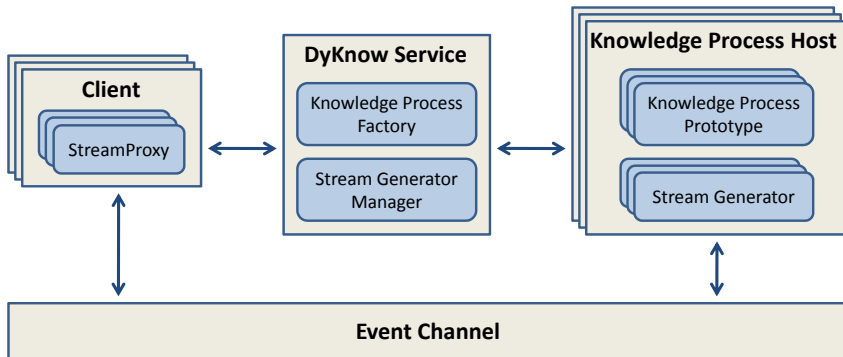 Client
StreamProxy
DyKnow Service
Knowledge Process
Factory
Stream Generator
Manager
Knowledge Process Host
Knowledge Process
Prototype
Stream Generator
Event Channel